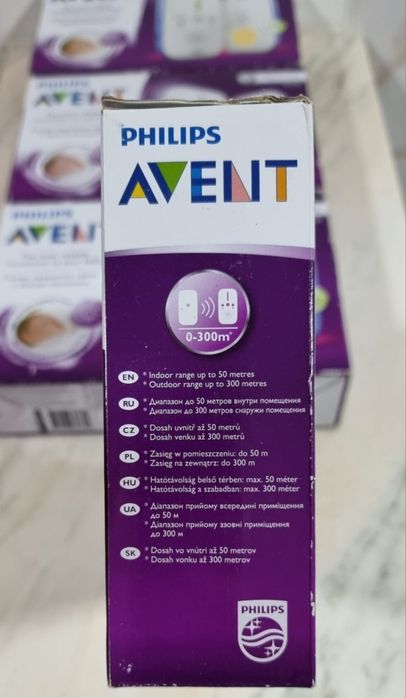 PHILIPS
AVENT
PHILIPS
AVENT
PHILIPS
AVENT
0-300m*
EN * Indoor range up to 50 metres
* Outdoor range up to 300 metres
RU * Диапазон до 50 метров внутри помещения
* Диапазон до 300 метров снаружи помещения
CZ * Dosah uvnitř až 50 metrů
* Dosah venku až 300 metrů
PL * Zasięg w pomieszczeniu: do 50 m
* Zasięg na zewnątrz: do 300 m
HU * Hatótávolság belső térben: max. 50 méter
* Hatótávolság a szabadban: max. 300 méter
UA * Діапазон прийому всередині приміщення
до 50 м
* Діапазон прийому ззовні приміщення
до 300 м
SK * Dosah vo vnútri až 50 metrov
* Dosah vonku až 300 metrov
PHILIPS